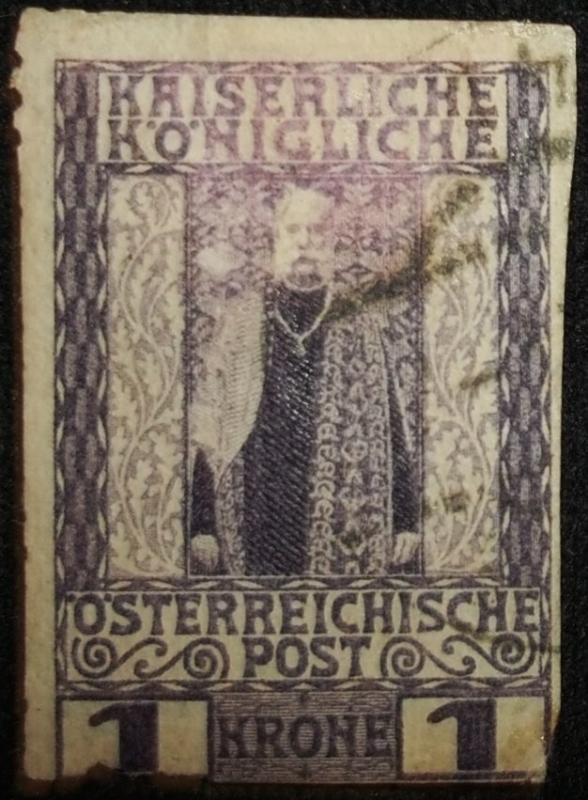 KAISERLICHE
KÖNIGLICHE
ÖSTERREICHISCHE
POST
1 KRONE 1